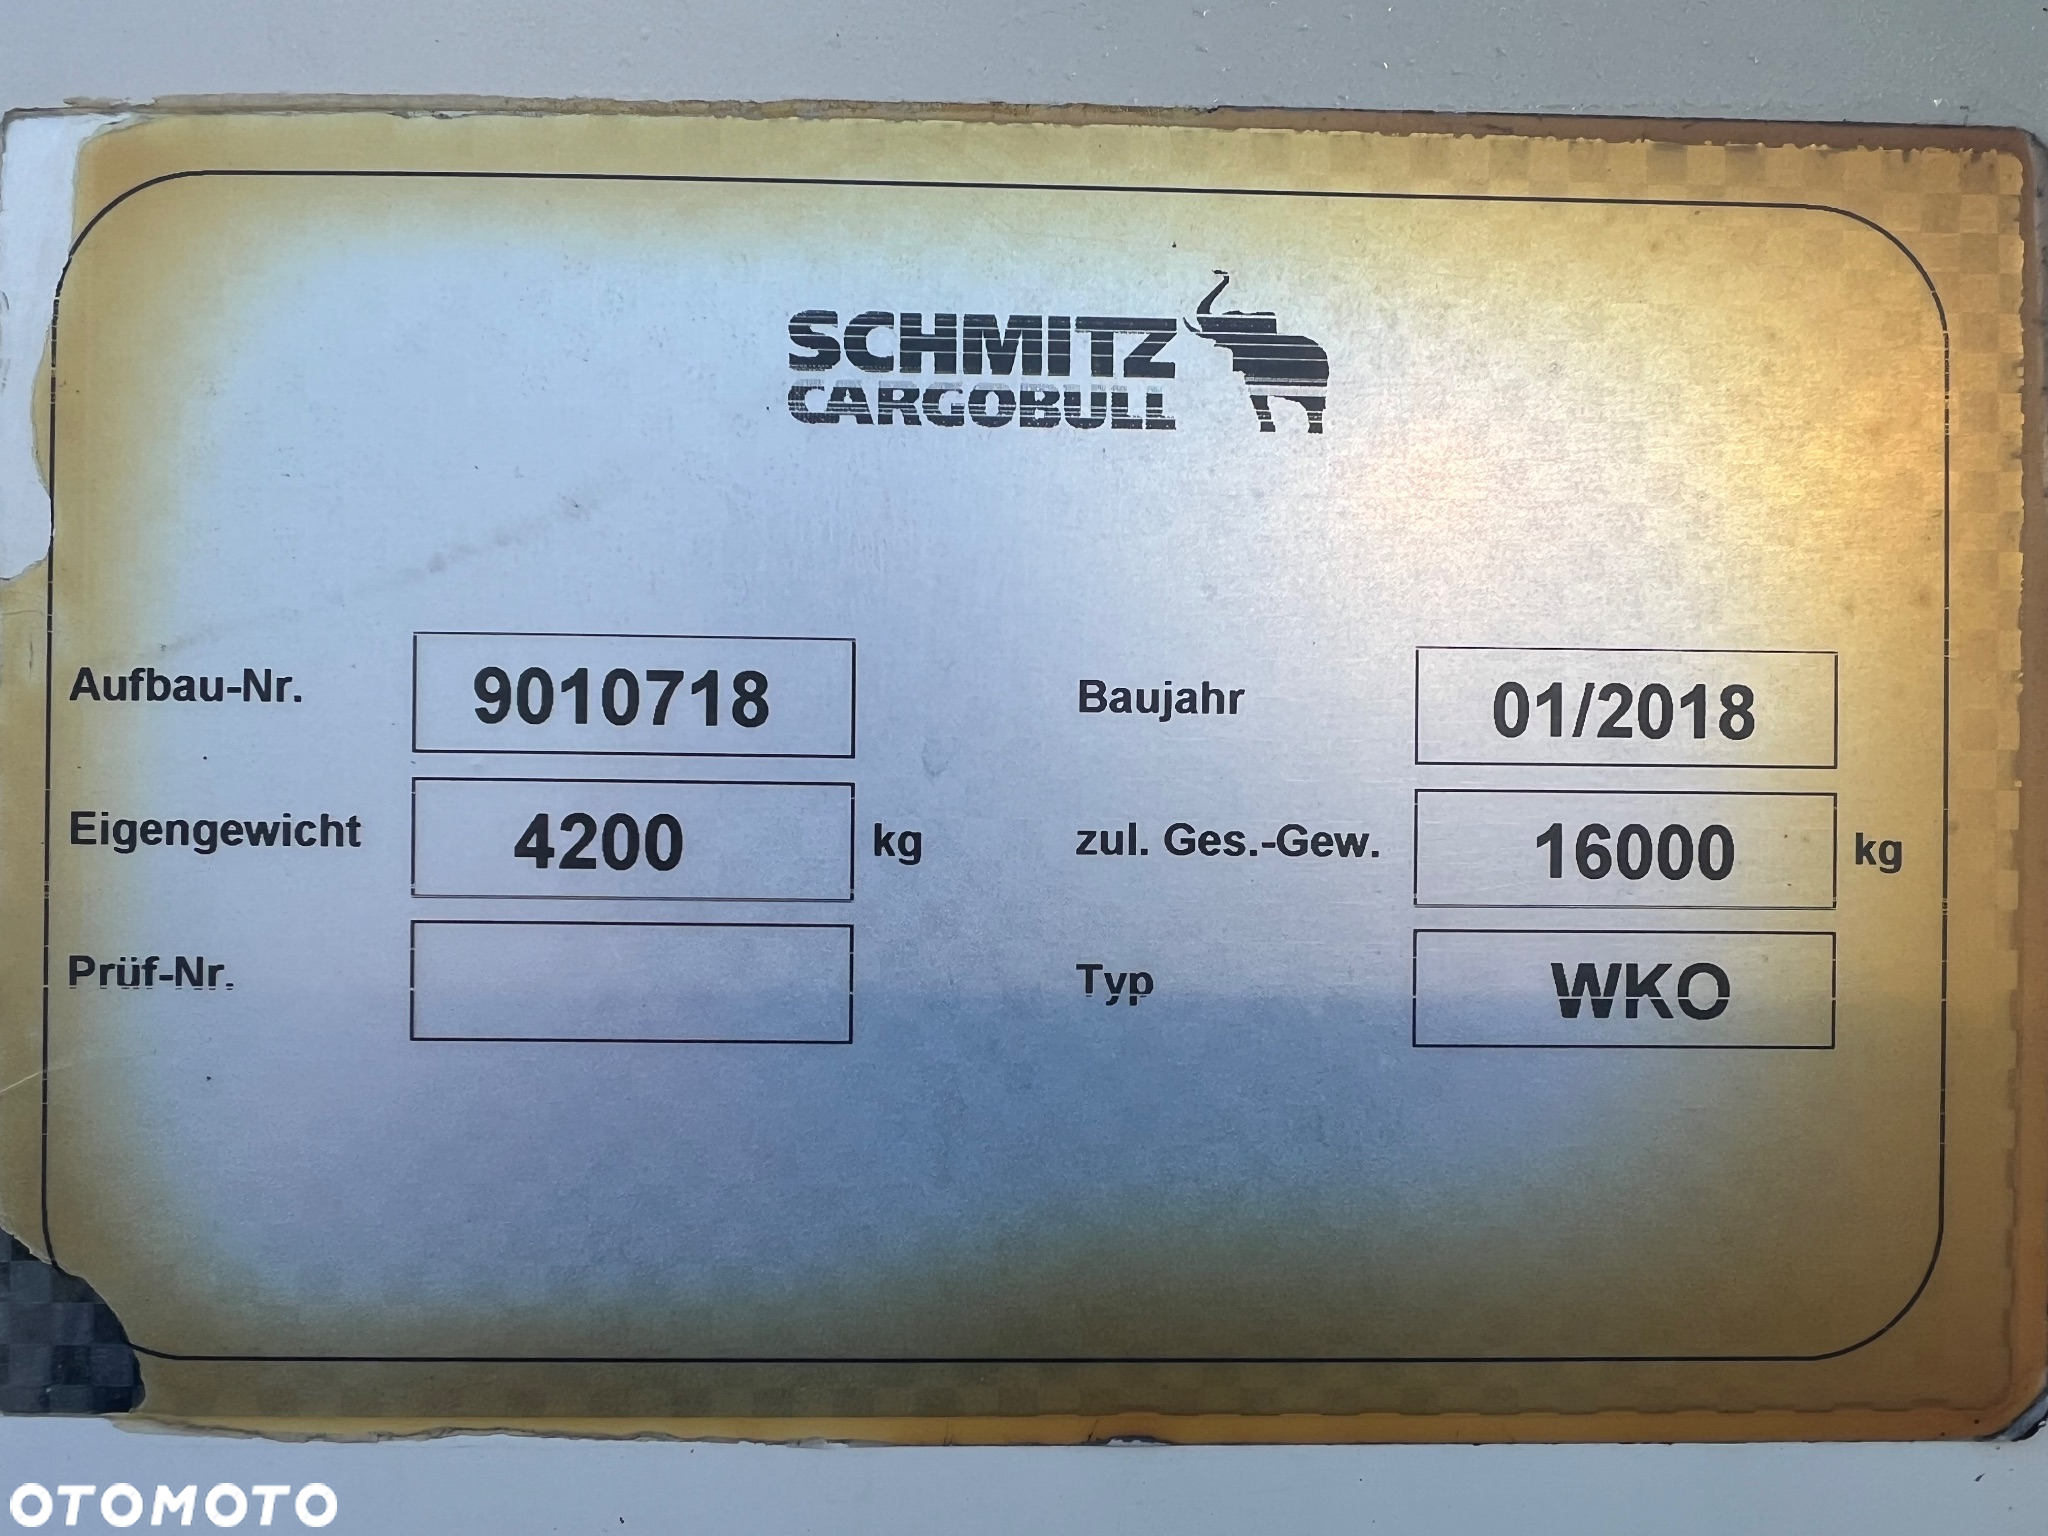 SCHMITZ
CARGOBULL
Aufbau-Nr. 9010718 Baujahr 01/2018
Eigengewicht 4200 kg zul. Ges.-Gew. 16000 kg
Prüf-Nr. Typ WKO
OTOMOTO